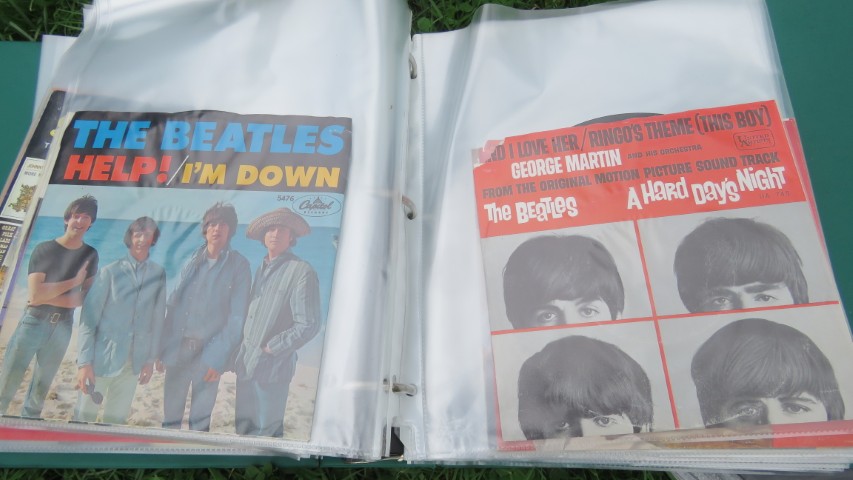 THE BEATLES
HELP!/I'M DOWN
5476
Capitol
RECORDS
I LOVE HER/RINGO'S THEME (THIS BOY)
UNITED
GEORGE MARTIN AND HIS ORCHESTRA
FROM THE ORIGINAL MOTION PICTURE SOUND TRACK
The BEATLES A HARD DAY'S NIGHT